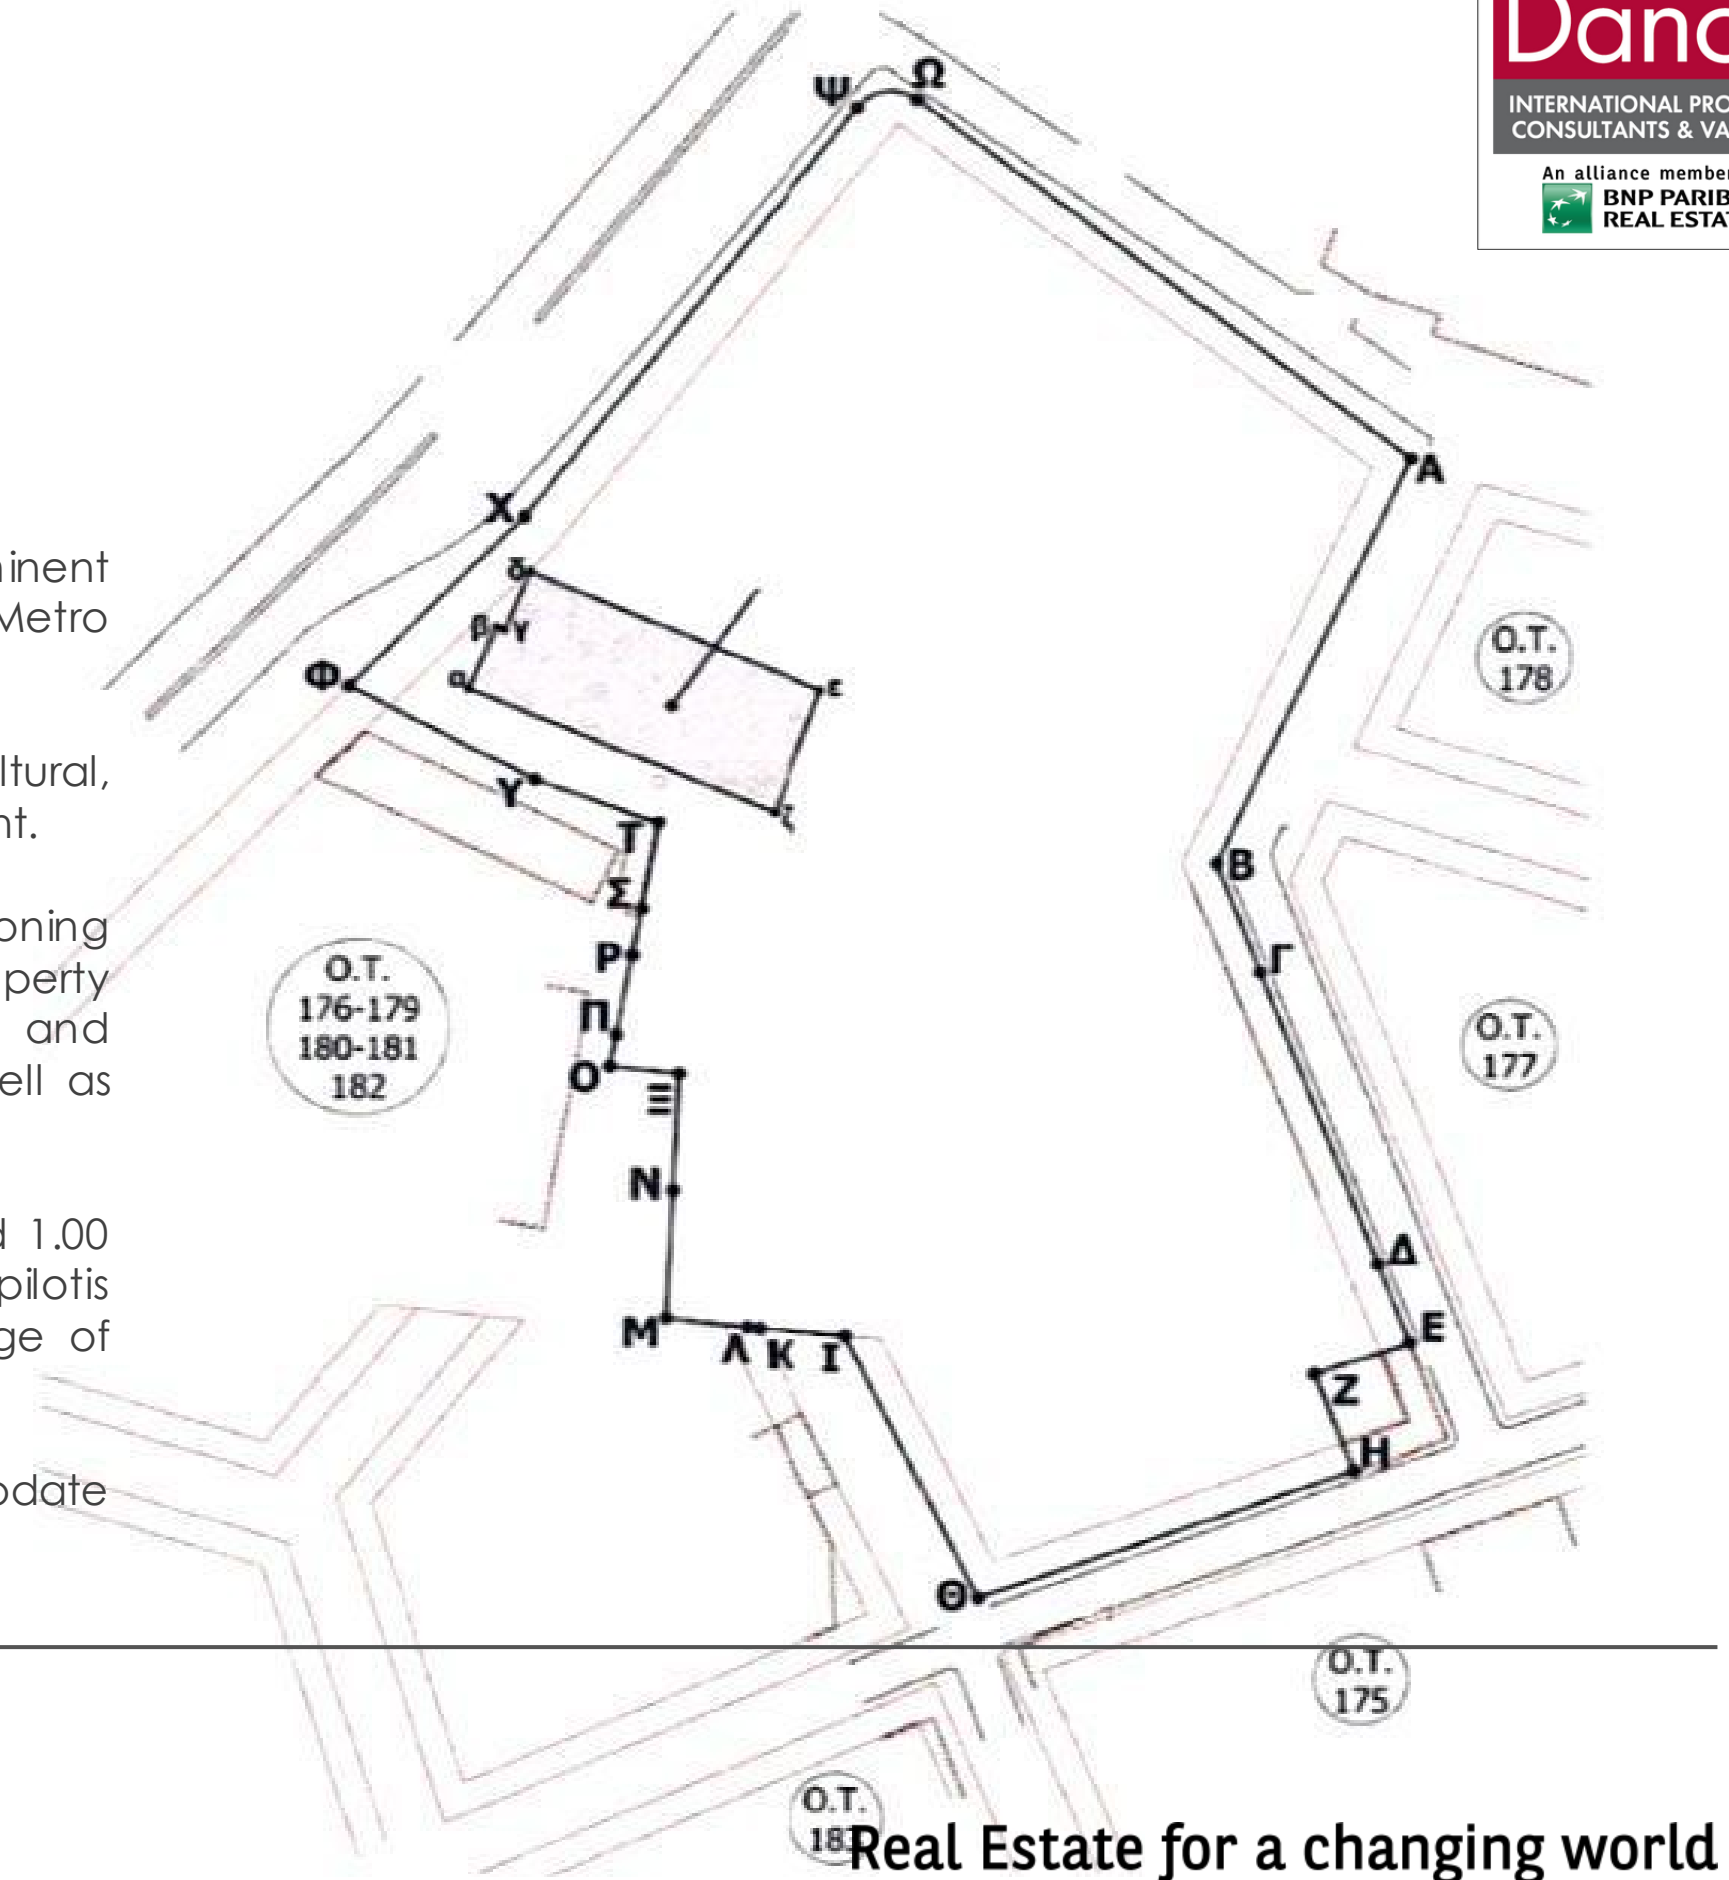 Dan
INTERNATIONAL PRO
CONSULTANTS & VA
An alliance member
BNP PARIB
REAL ESTAT
Ψ
Ω
A
X
δ
β γ
α
ε
ζ
Φ
Υ
Τ
Σ
Ρ
Π
Ο
Ξ
Ν
Μ
Λ
Κ
Ι
Θ
Η
Ζ
Ε
Δ
Γ
Β
Ο.Τ.
178
Ο.Τ.
177
Ο.Τ.
176-179
180-181
182
Ο.Τ.
175
Ο.Τ.
inent
Metro
ltural,
nt.
oning
perty
and
ell as
1.00
pilotis
ge of
odate
Real Estate for a changing world